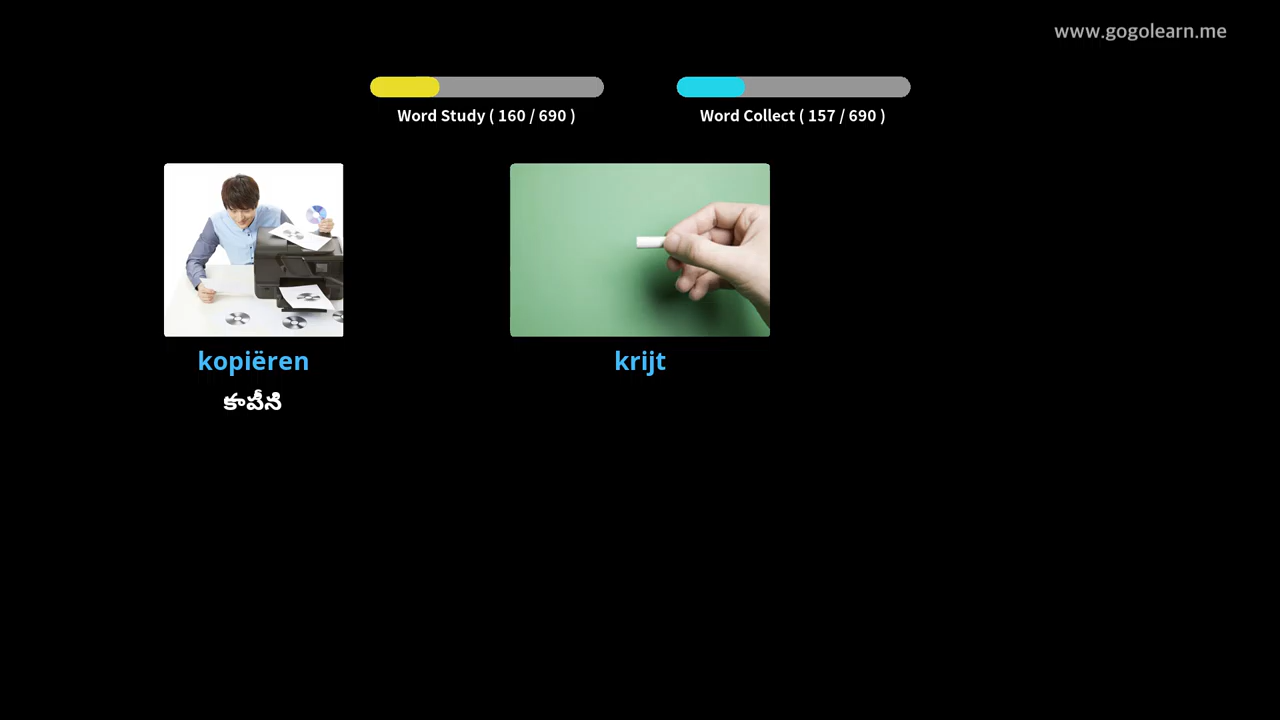 www.gogolearn.me
Word Study ( 160 / 690 )
Word Collect ( 157 / 690 )
kopiëren
krijt
కాపీని